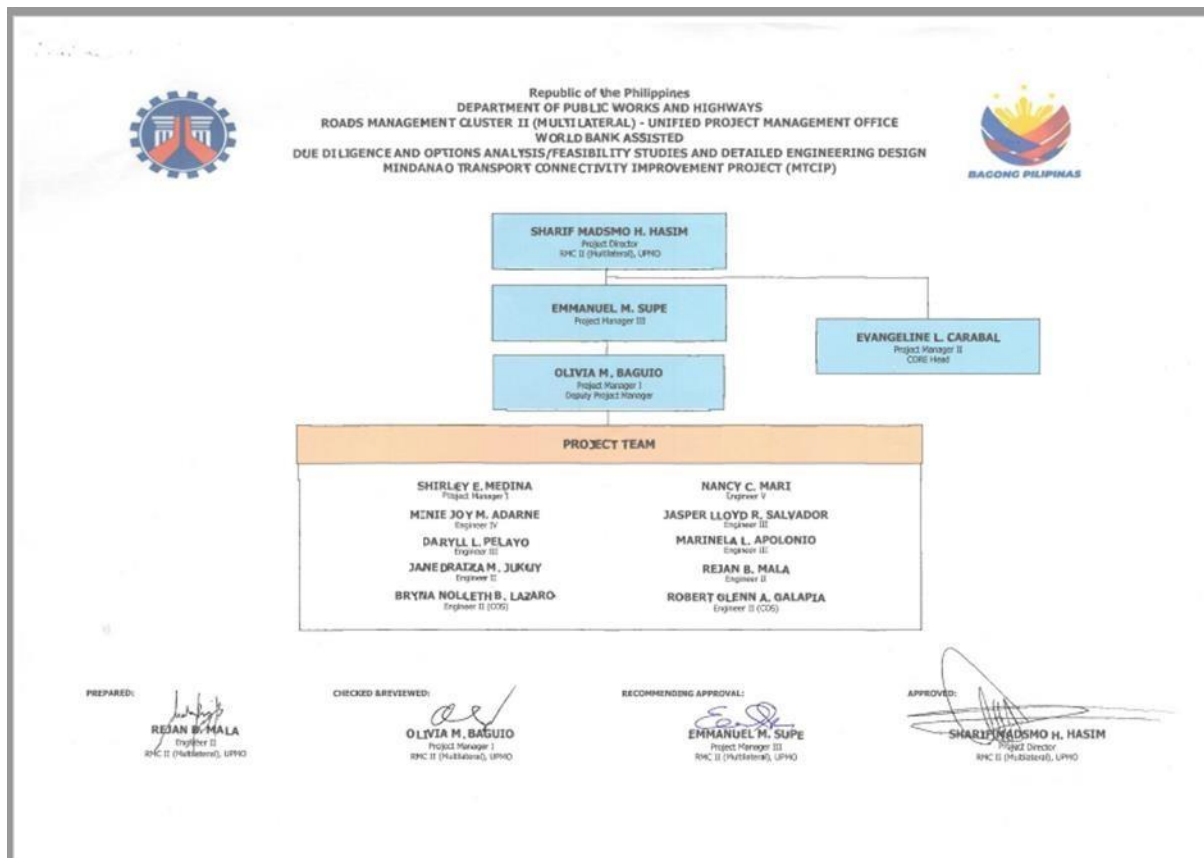 Republic of the Philippines
DEPARTMENT OF PUBLIC WORKS AND HIGHWAYS
ROADS MANAGEMENT CLUSTER II (MULTILATERAL) - UNIFIED PROJECT MANAGEMENT OFFICE
WORLD BANK ASSISTED
DUE DILIGENCE AND OPTIONS ANALYSIS/FEASIBILITY STUDIES AND DETAILED ENGINEERING DESIGN
MINDANAO TRANSPORT CONNECTIVITY IMPROVEMENT PROJECT (MTCIP)
BAGONG PILIPINAS
SHARIF MADSMO H. HASIM
Project Director
RMC II (Multilateral), UPMO
EMMANUEL M. SUPE
Project Manager III
EVANGELINE L. CARABAL
Project Manager II
CORE Head
OLIVIA M. BAGUIO
Project Manager I
Deputy Project Manager
PROJECT TEAM
SHIRLEY E. MEDINA
Project Manager I
NANCY C. MARI
Engineer V
MINIE JOY M. ADARNE
Engineer IV
JASPER LLOYD R. SALVADOR
Engineer III
DARYLL L. PELAYO
Engineer III
MARINELA L. APOLONIO
Engineer III
JANE DRAIZA M. JUKUY
Engineer II
REJAN B. MALA
Engineer II
BRYNA NOLLETH B. LAZARO
Engineer II (COS)
ROBERT GLENN A. GALAPIA
Engineer II (COS)
PREPARED:
REJAN B. MALA
Engineer II
RMC II (Multilateral), UPMO
CHECKED & REVIEWED:
OLIVIA M. BAGUIO
Project Manager I
RMC II (Multilateral), UPMO
RECOMMENDING APPROVAL:
EMMANUEL M. SUPE
Project Manager III
RMC II (Multilateral), UPMO
APPROVED:
SHARIF MADSMO H. HASIM
Project Director
RMC II (Multilateral), UPMO